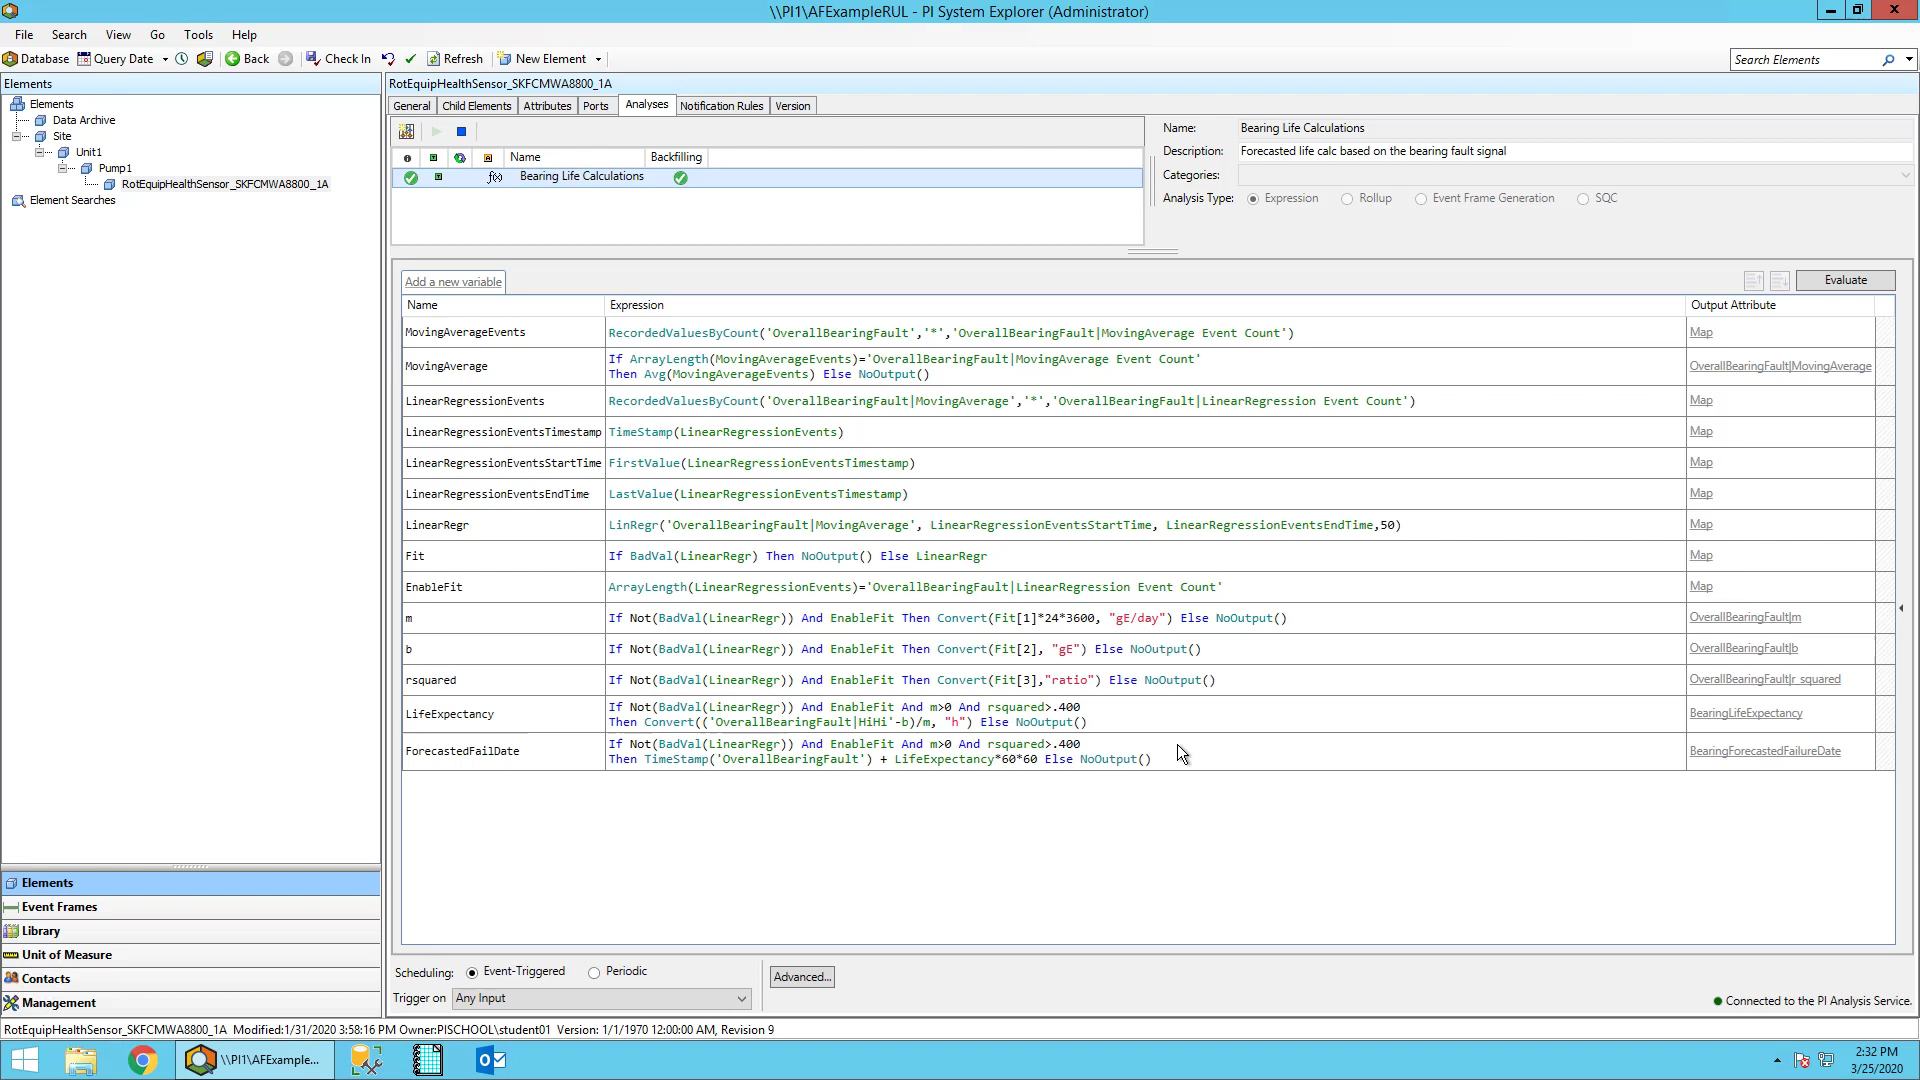 \\PI1\AFExampleRUL - PI System Explorer (Administrator)
File Search View Go Tools Help
Database Query Date Back Check In Refresh New Element
Search Elements
Elements
Elements
Data Archive
Site
Unit1
Pump1
RotEquipHealthSensor_SKFCMWA8800_1A
Element Searches
RotEquipHealthSensor_SKFCMWA8800_1A
General Child Elements Attributes Ports Analyses Notification Rules Version
Name Backfilling
f(x) Bearing Life Calculations
Name: Bearing Life Calculations
Description: Forecasted life calc based on the bearing fault signal
Categories:
Analysis Type: Expression Rollup Event Frame Generation SQC
Add a new variable
Evaluate
Name Expression Output Attribute
MovingAverageEvents RecordedValuesByCount('OverallBearingFault','*','OverallBearingFault|MovingAverage Event Count') Map
MovingAverage If ArrayLength(MovingAverageEvents)='OverallBearingFault|MovingAverage Event Count'
Then Avg(MovingAverageEvents) Else NoOutput() OverallBearingFault|MovingAverage
LinearRegressionEvents RecordedValuesByCount('OverallBearingFault|MovingAverage','*','OverallBearingFault|LinearRegression Event Count') Map
LinearRegressionEventsTimestamp TimeStamp(LinearRegressionEvents) Map
LinearRegressionEventsStartTime FirstValue(LinearRegressionEventsTimestamp) Map
LinearRegressionEventsEndTime LastValue(LinearRegressionEventsTimestamp) Map
LinearRegr LinRegr('OverallBearingFault|MovingAverage', LinearRegressionEventsStartTime, LinearRegressionEventsEndTime,50) Map
Fit If BadVal(LinearRegr) Then NoOutput() Else LinearRegr Map
EnableFit ArrayLength(LinearRegressionEvents)='OverallBearingFault|LinearRegression Event Count' Map
m If Not(BadVal(LinearRegr)) And EnableFit Then Convert(Fit[1]*24*3600, "gE/day") Else NoOutput() OverallBearingFault|m
b If Not(BadVal(LinearRegr)) And EnableFit Then Convert(Fit[2], "gE") Else NoOutput() OverallBearingFault|b
rsquared If Not(BadVal(LinearRegr)) And EnableFit Then Convert(Fit[3],"ratio") Else NoOutput() OverallBearingFault|r squared
LifeExpectancy If Not(BadVal(LinearRegr)) And EnableFit And m>0 And rsquared>.400
Then Convert(('OverallBearingFault|HiHi'-b)/m, "h") Else NoOutput() BearingLifeExpectancy
ForecastedFailDate If Not(BadVal(LinearRegr)) And EnableFit And m>0 And rsquared>.400
Then TimeStamp('OverallBearingFault') + LifeExpectancy*60*60 Else NoOutput() BearingForecastedFailureDate
Elements
Event Frames
Library
Unit of Measure
Contacts
Management
Scheduling: Event-Triggered Periodic
Advanced...
Trigger on Any Input
Connected to the PI Analysis Service.
RotEquipHealthSensor_SKFCMWA8800_1A Modified:1/31/2020 3:58:16 PM Owner:PISCHOOL\student01 Version: 1/1/1970 12:00:00 AM, Revision 9
\\PI1\AFExample...
2:32 PM
3/25/2020